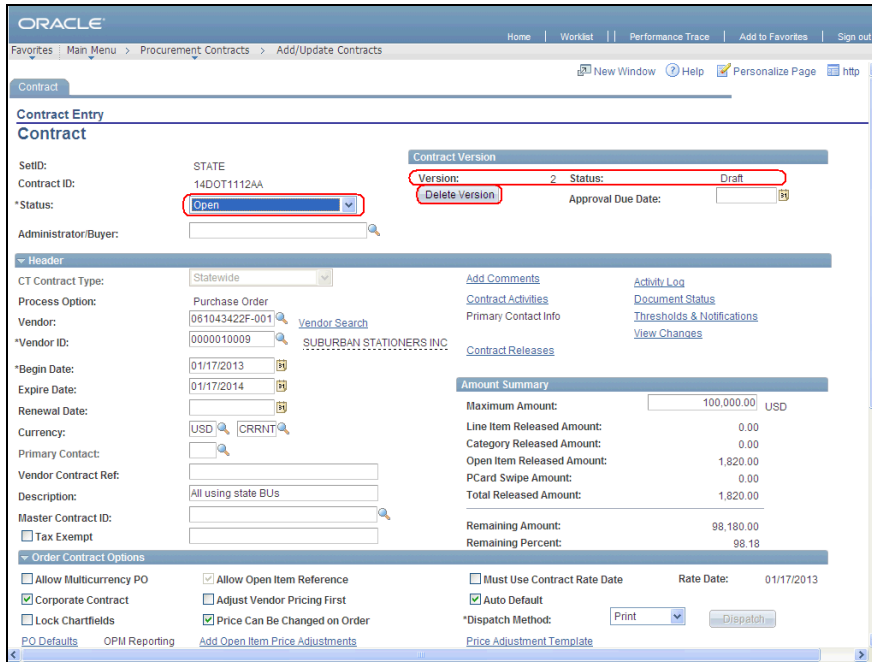 ORACLE
Home | Worklist | | Performance Trace | Add to Favorites | Sign out
Favorites | Main Menu > Procurement Contracts > Add/Update Contracts
New Window Help Personalize Page http
Contract
Contract Entry
Contract
Contract Version
SetID: STATE
Version: 2 Status: Draft
Contract ID: 14DOT1112AA
Delete Version Approval Due Date:
*Status: Open
Administrator/Buyer:
Header
CT Contract Type: Statewide
Add Comments Activity Log
Process Option: Purchase Order
Contract Activities Document Status
Vendor: 061043422F-001 Vendor Search
Primary Contact Info Thresholds & Notifications
View Changes
*Vendor ID: 0000010009 SUBURBAN STATIONERS INC
Contract Releases
*Begin Date: 01/17/2013
Expire Date: 01/17/2014
Amount Summary
Renewal Date:
Maximum Amount: 100,000.00 USD
Currency: USD CRRNT
Line Item Released Amount: 0.00
Category Released Amount: 0.00
Primary Contact:
Open Item Released Amount: 1,820.00
Vendor Contract Ref:
PCard Swipe Amount: 0.00
Description: All using state BUs
Total Released Amount: 1,820.00
Master Contract ID:
Remaining Amount: 98,180.00
Tax Exempt
Remaining Percent: 98.18
Order Contract Options
Allow Multicurrency PO Allow Open Item Reference Must Use Contract Rate Date Rate Date: 01/17/2013
Corporate Contract Adjust Vendor Pricing First Auto Default
Lock Chartfields Price Can Be Changed on Order *Dispatch Method: Print Dispatch
PO Defaults OPM Reporting Add Open Item Price Adjustments Price Adjustment Template